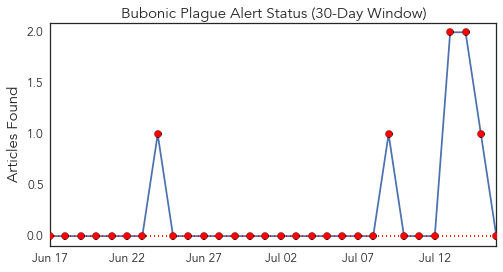 Bubonic Plague Alert Status (30-Day Window)
Articles Found
2.0
1.5
1.0
0.5
0.0
Jun 17 Jun 22 Jun 27 Jul 02 Jul 07 Jul 12